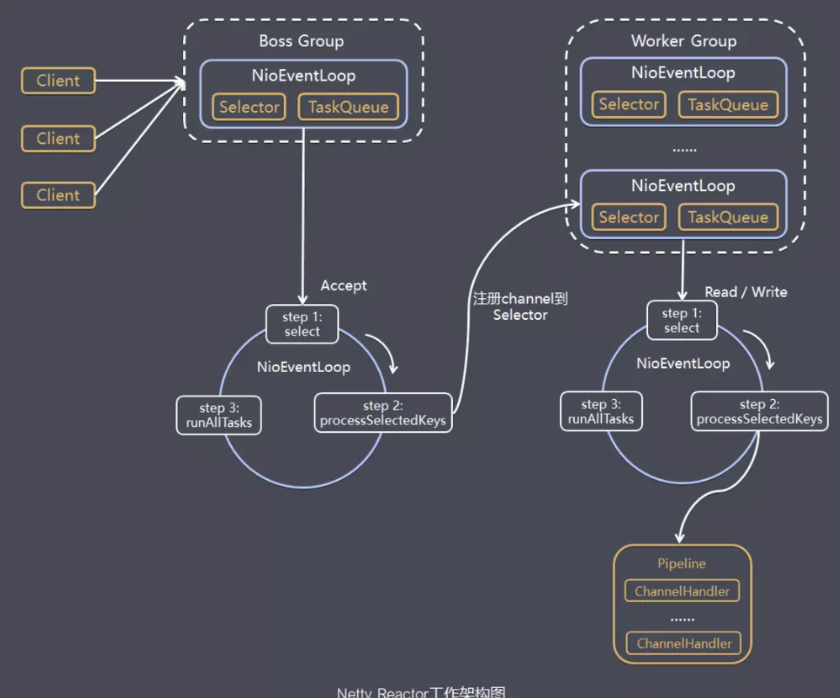 Boss Group
NioEventLoop
Selector
TaskQueue
Client
Client
Client
Worker Group
NioEventLoop
Selector
TaskQueue
......
NioEventLoop
Selector
TaskQueue
Accept
step 1:
select
NioEventLoop
step 2:
processSelectedKeys
step 3:
runAllTasks
注册channel到
Selector
Read / Write
step 1:
select
NioEventLoop
step 2:
processSelectedKeys
step 3:
runAllTasks
Pipeline
ChannelHandler
......
ChannelHandler
Netty Reactor工作架构图